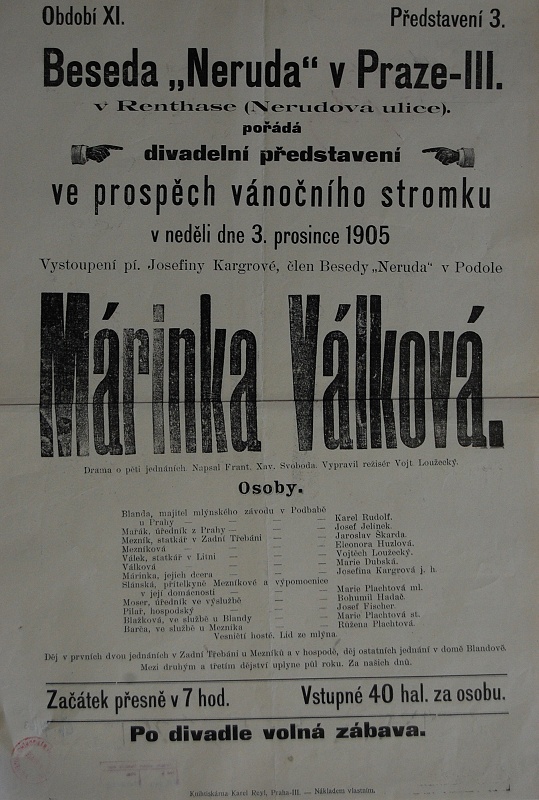 Období XI.
Představení 3.
Beseda „Neruda“ v Praze-III.
v Renthase (Nerudova ulice).
pořádá
divadelní představení
ve prospěch vánočního stromku
v neděli dne 3. prosince 1905
Vystoupení pí. Josefiny Kargrové, člen Besedy „Neruda“ v Podole
Márinka Válková.
Drama o pěti jednáních. Napsal Frant. Xav. Svoboda. Vypravil režisér Vojt Loužecký.
Osoby.
Blanda, majitel mlýnského závodu v Podbabě
u Prahy — — — — Karel Rudolf.
Mařák, úředník z Prahy — — — Josef Jelínek.
Mezník, statkář v Zadní Třebáni — — Jaroslav Škarda.
Mezníková — — — — Eleonora Huzlová.
Válek, statkář v Litni — — — Vojtěch Loužecký.
Válková — — — — Marie Dubská.
Márinka, jejich dcera — — — Josefina Kargrová j. h.
Slánská, přítelkyně Mezníkové a výpomocnice
v její domácnosti — — — Marie Plachtová ml.
Moser, úředník ve výslužbě — — Bohumil Hadač.
Pilař, hospodský — — — Josef Fischer.
Blažková, ve službě u Blandy — — Marie Plachtová st.
Barča, ve službě u Mezníka — — Růžena Plachtová.
Vesničtí hosté. Lid ze mlýna.
Děj v prvních dvou jednáních v Zadní Třebáni u Mezníků a v hospodě, děj ostatních jednání v domě Blandově.
Mezi druhým a třetím dějství uplyne půl roku. Za našich dnů.
Začátek přesně v 7 hod.
Vstupné 40 hal. za osobu.
Po divadle volná zábava.
Knihtiskárna Karel Reyl, Praha-III. — Nákladem vlastním.